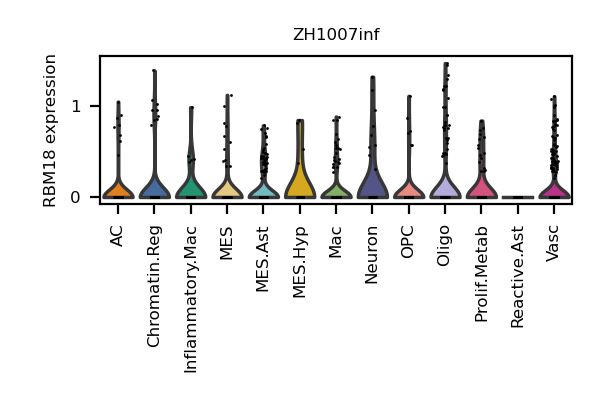 ZH1007inf
RBM18 expression
1
0
AC
Chromatin.Reg
Inflammatory.Mac
MES
MES.Ast
MES.Hyp
Mac
Neuron
OPC
Oligo
Prolif.Metab
Reactive.Ast
Vasc